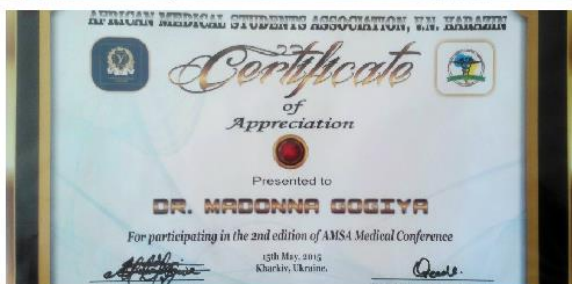 AFRICAN MEDICAL STUDENTS ASSOCIATION, V.N. KARAZIN
Certificate
of
Appreciation
Presented to
DR. MADONNA GOGIYA
For participating in the 2nd edition of AMSA Medical Conference
15th May, 2015
Kharkiv, Ukraine.